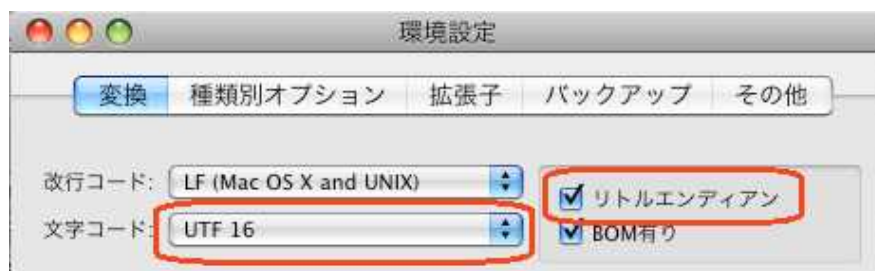 環境設定
変換 種類別オプション 拡張子 バックアップ その他
改行コード: LF (Mac OS X and UNIX)
リトルエンディアン
文字コード: UTF 16
BOM有り